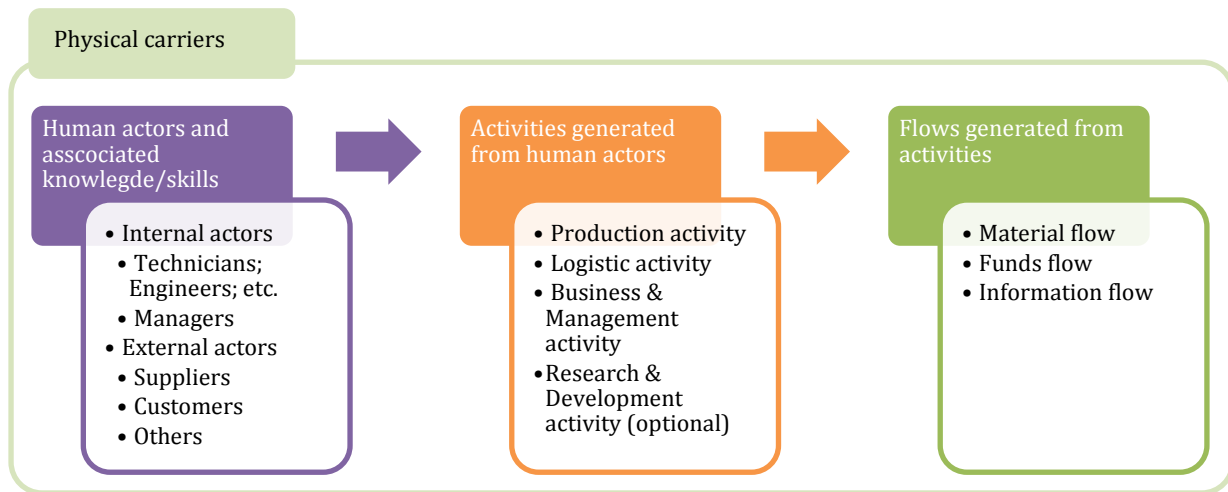 Physical carriers
Human actors and
asscociated
knowlegde/skills
• Internal actors
• Technicians;
Engineers; etc.
• Managers
• External actors
• Suppliers
• Customers
• Others
Activities generated
from human actors
• Production activity
• Logistic activity
• Business &
Management
activity
•Research &
Development
activity (optional)
Flows generated from
activities
• Material flow
• Funds flow
• Information flow